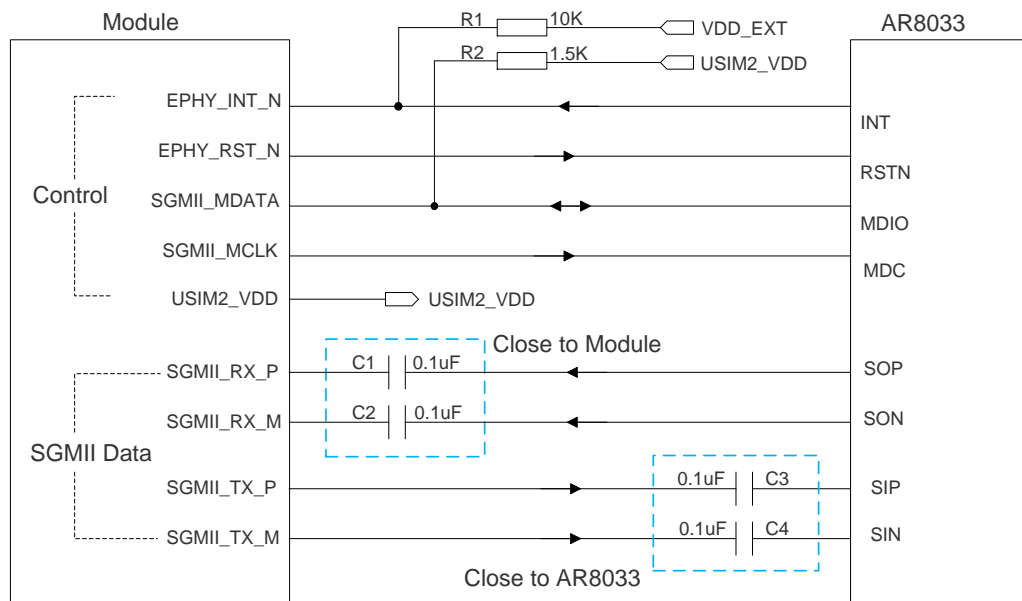 Module
R1 10K VDD_EXT AR8033
R2 1.5K USIM2_VDD
EPHY_INT_N INT
EPHY_RST_N RSTN
Control SGMII_MDATA MDIO
SGMII_MCLK MDC
USIM2_VDD USIM2_VDD
Close to Module
SGMII_RX_P C1 0.1uF SOP
SGMII_RX_M C2 0.1uF SON
SGMII Data
SGMII_TX_P 0.1uF C3 SIP
SGMII_TX_M 0.1uF C4 SIN
Close to AR8033